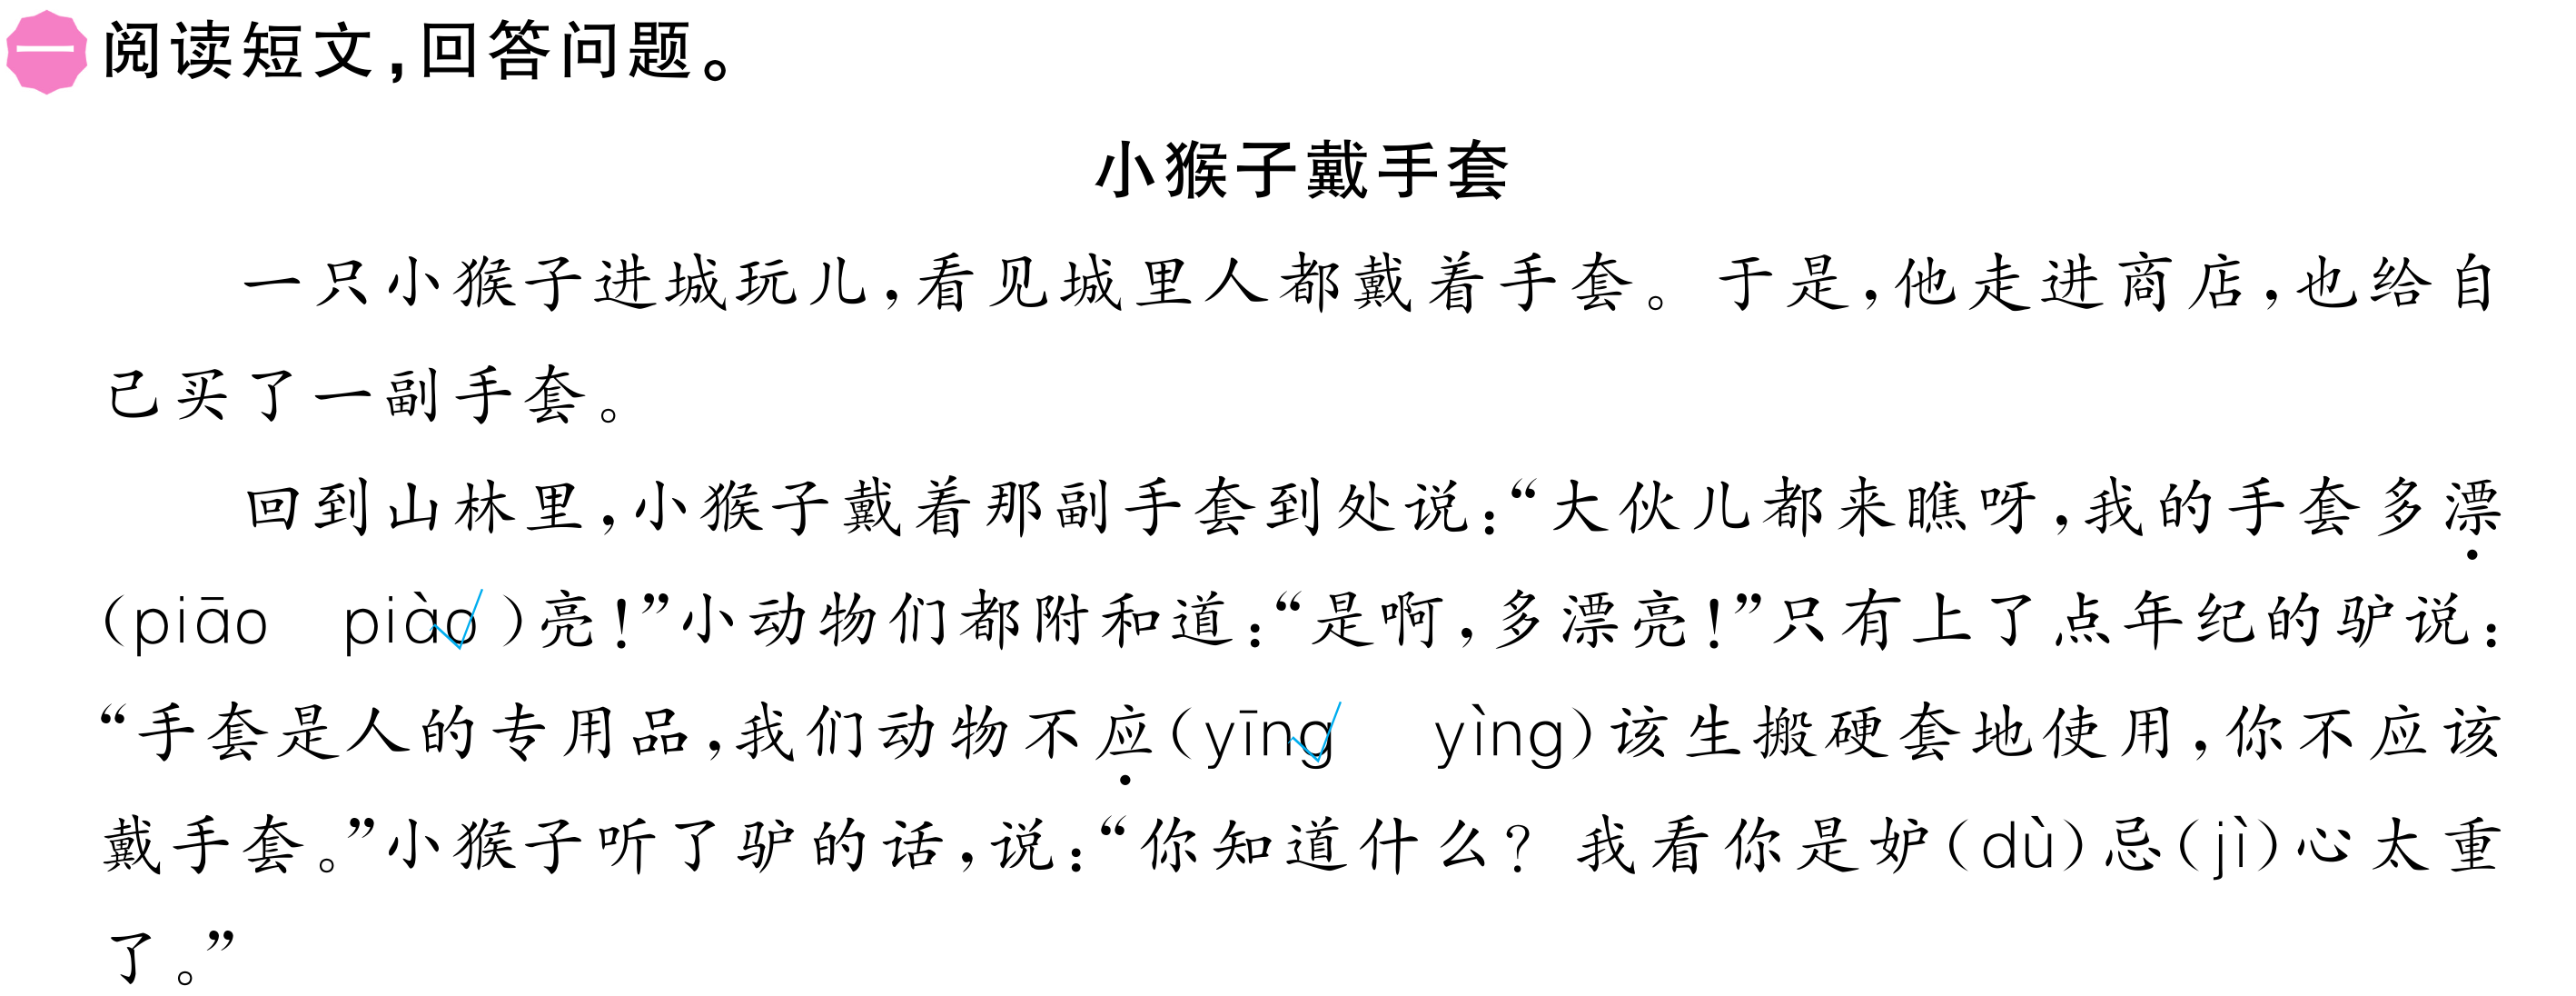 一 阅读短文,回答问题。
小猴子戴手套
一只小猴子进城玩儿,看见城里人都戴着手套。于是,他走进商店,也给自
己买了一副手套。
回到山林里,小猴子戴着那副手套到处说:“大伙儿都来瞧呀,我的手套多漂
(piāo piào✓)亮!”小动物们都附和道:“是啊,多漂亮!”只有上了点年纪的驴说:
“手套是人的专用品,我们动物不应(yīng✓ yìng)该生搬硬套地使用,你不应该
戴手套。”小猴子听了驴的话,说:“你知道什么? 我看你是妒(dù)忌(jì)心太重
了。”